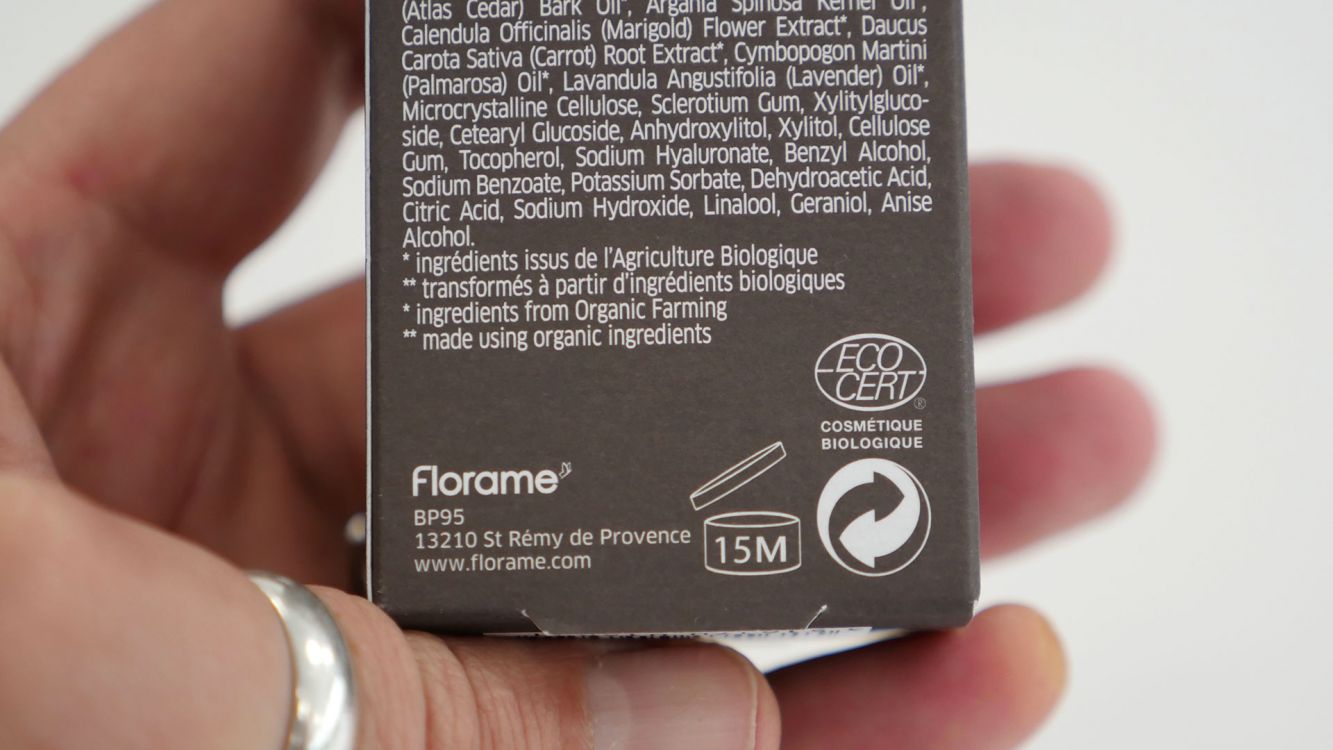 (Atlas Cedar) Bark Oil*, Argania Spinosa Kernel Oil*,
Calendula Officinalis (Marigold) Flower Extract*, Daucus
Carota Sativa (Carrot) Root Extract*, Cymbopogon Martini
(Palmarosa) Oil*, Lavandula Angustifolia (Lavender) Oil*,
Microcrystalline Cellulose, Sclerotium Gum, Xylitylgluco-
side, Cetearyl Glucoside, Anhydroxylitol, Xylitol, Cellulose
Gum, Tocopherol, Sodium Hyaluronate, Benzyl Alcohol,
Sodium Benzoate, Potassium Sorbate, Dehydroacetic Acid,
Citric Acid, Sodium Hydroxide, Linalool, Geraniol, Anise
Alcohol.
* ingrédients issus de l'Agriculture Biologique
** transformés à partir d'ingrédients biologiques
* ingredients from Organic Farming
** made using organic ingredients
ECO
CERT
®
COSMÉTIQUE
BIOLOGIQUE
Florame
BP95
13210 St Rémy de Provence
www.florame.com
15M